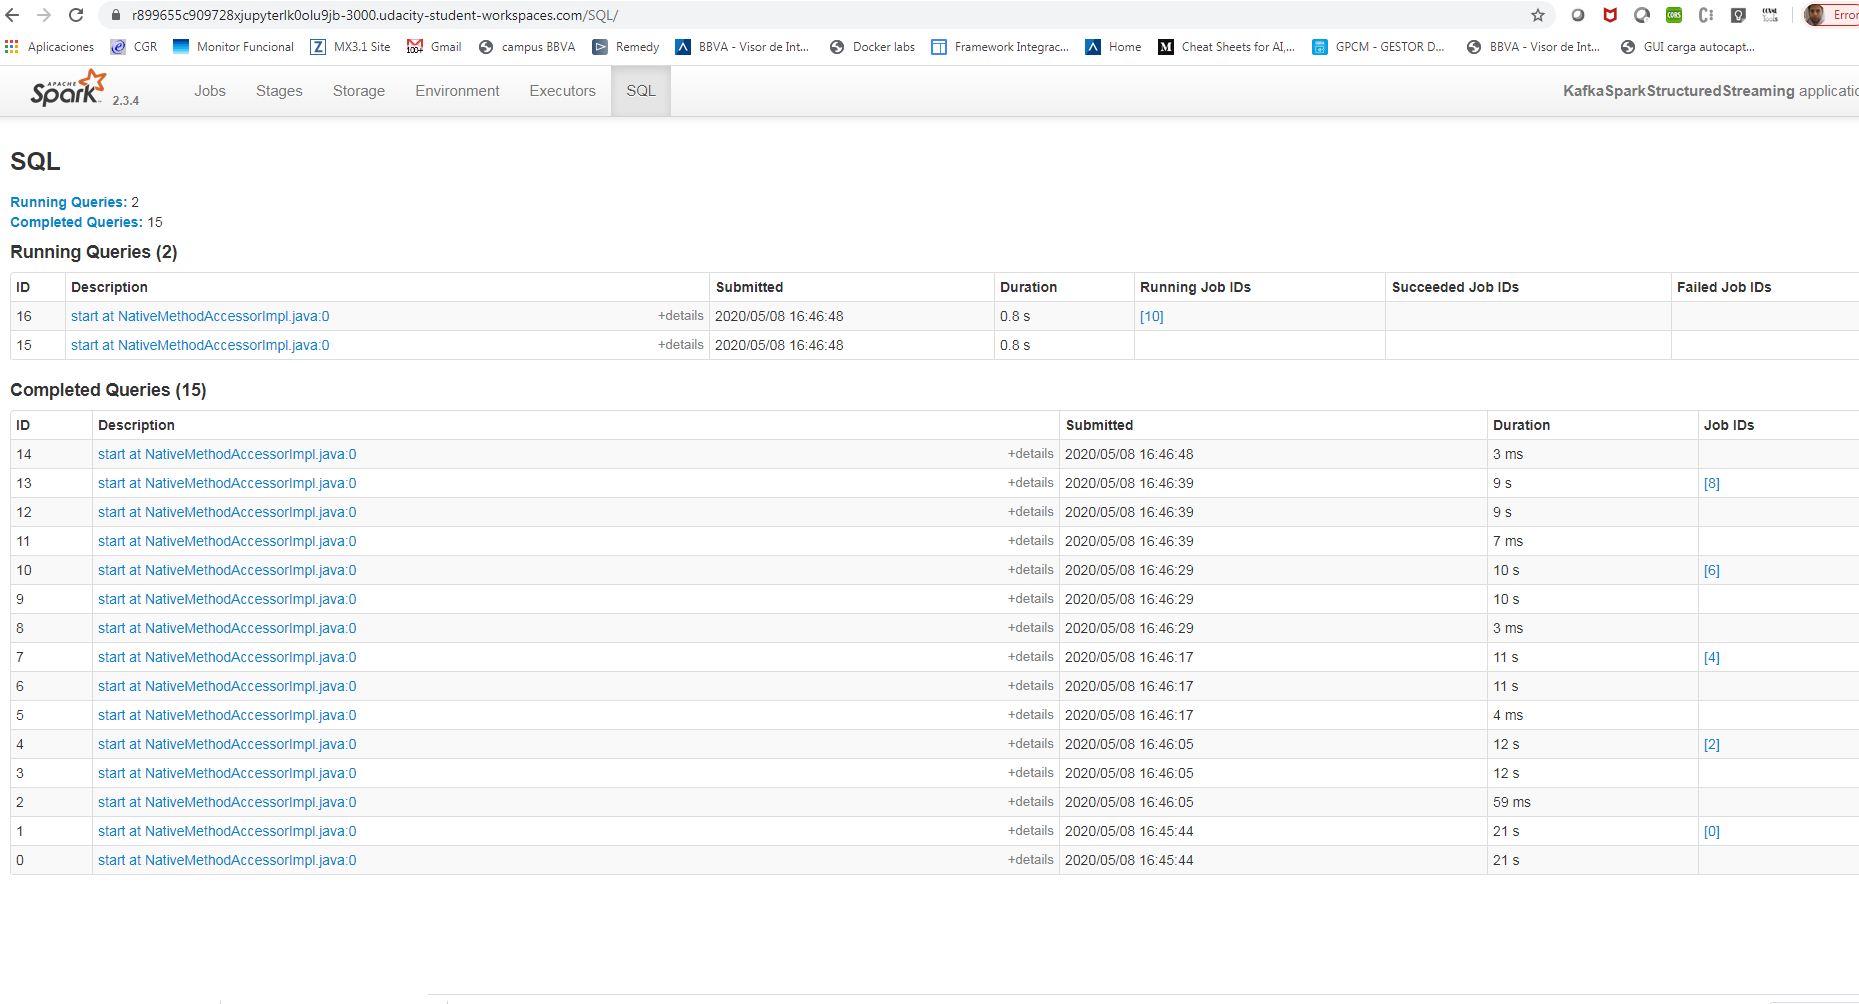 r899655c909728xjupyterlk0olu9jb-3000.udacity-student-workspaces.com/SQL/ Error
Aplicaciones CGR Monitor Funcional MX3.1 Site Gmail campus BBVA Remedy BBVA - Visor de Int... Docker labs Framework Integrac... Home Cheat Sheets for AI,... GPCM - GESTOR D... BBVA - Visor de Int... GUI carga autocapt...
APACHE Spark 2.3.4 Jobs Stages Storage Environment Executors SQL KafkaSparkStructuredStreaming applicatio
SQL
Running Queries: 2
Completed Queries: 15
Running Queries (2)
ID Description Submitted Duration Running Job IDs Succeeded Job IDs Failed Job IDs
16 start at NativeMethodAccessorImpl.java:0 +details 2020/05/08 16:46:48 0.8 s [10]
15 start at NativeMethodAccessorImpl.java:0 +details 2020/05/08 16:46:48 0.8 s
Completed Queries (15)
ID Description Submitted Duration Job IDs
14 start at NativeMethodAccessorImpl.java:0 +details 2020/05/08 16:46:48 3 ms
13 start at NativeMethodAccessorImpl.java:0 +details 2020/05/08 16:46:39 9 s [8]
12 start at NativeMethodAccessorImpl.java:0 +details 2020/05/08 16:46:39 9 s
11 start at NativeMethodAccessorImpl.java:0 +details 2020/05/08 16:46:39 7 ms
10 start at NativeMethodAccessorImpl.java:0 +details 2020/05/08 16:46:29 10 s [6]
9 start at NativeMethodAccessorImpl.java:0 +details 2020/05/08 16:46:29 10 s
8 start at NativeMethodAccessorImpl.java:0 +details 2020/05/08 16:46:29 3 ms
7 start at NativeMethodAccessorImpl.java:0 +details 2020/05/08 16:46:17 11 s [4]
6 start at NativeMethodAccessorImpl.java:0 +details 2020/05/08 16:46:17 11 s
5 start at NativeMethodAccessorImpl.java:0 +details 2020/05/08 16:46:17 4 ms
4 start at NativeMethodAccessorImpl.java:0 +details 2020/05/08 16:46:05 12 s [2]
3 start at NativeMethodAccessorImpl.java:0 +details 2020/05/08 16:46:05 12 s
2 start at NativeMethodAccessorImpl.java:0 +details 2020/05/08 16:46:05 59 ms
1 start at NativeMethodAccessorImpl.java:0 +details 2020/05/08 16:45:44 21 s [0]
0 start at NativeMethodAccessorImpl.java:0 +details 2020/05/08 16:45:44 21 s